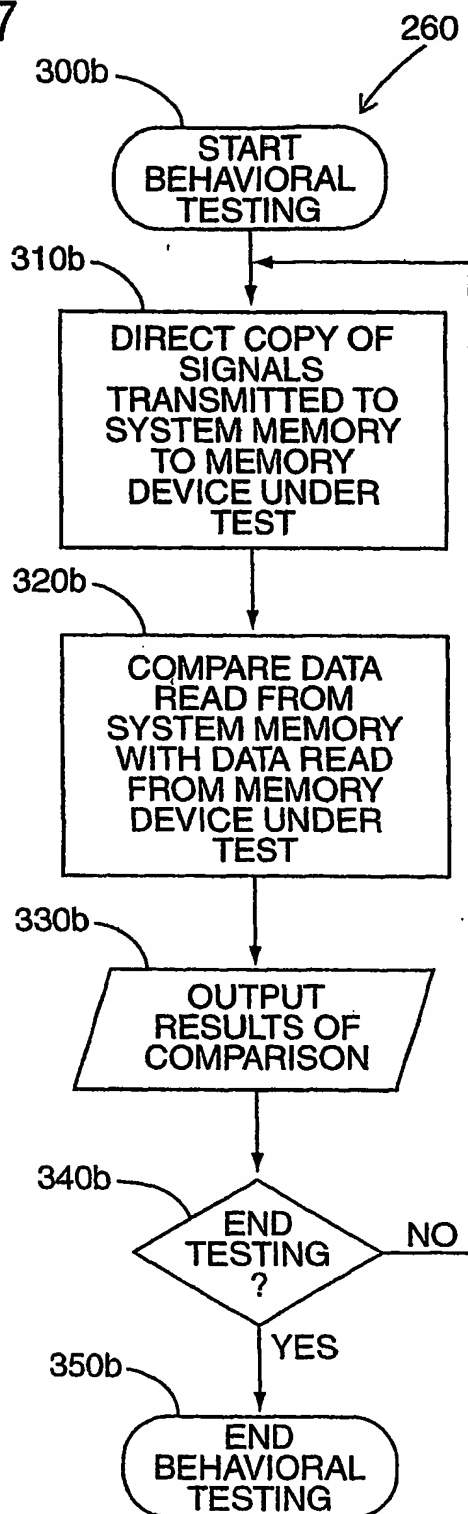 7
260
300b
START
BEHAVIORAL
TESTING
310b
DIRECT COPY OF
SIGNALS
TRANSMITTED TO
SYSTEM MEMORY
TO MEMORY
DEVICE UNDER
TEST
320b
COMPARE DATA
READ FROM
SYSTEM MEMORY
WITH DATA READ
FROM MEMORY
DEVICE UNDER
TEST
330b
OUTPUT
RESULTS OF
COMPARISON
340b
END
TESTING
?
NO
YES
350b
END
BEHAVIORAL
TESTING